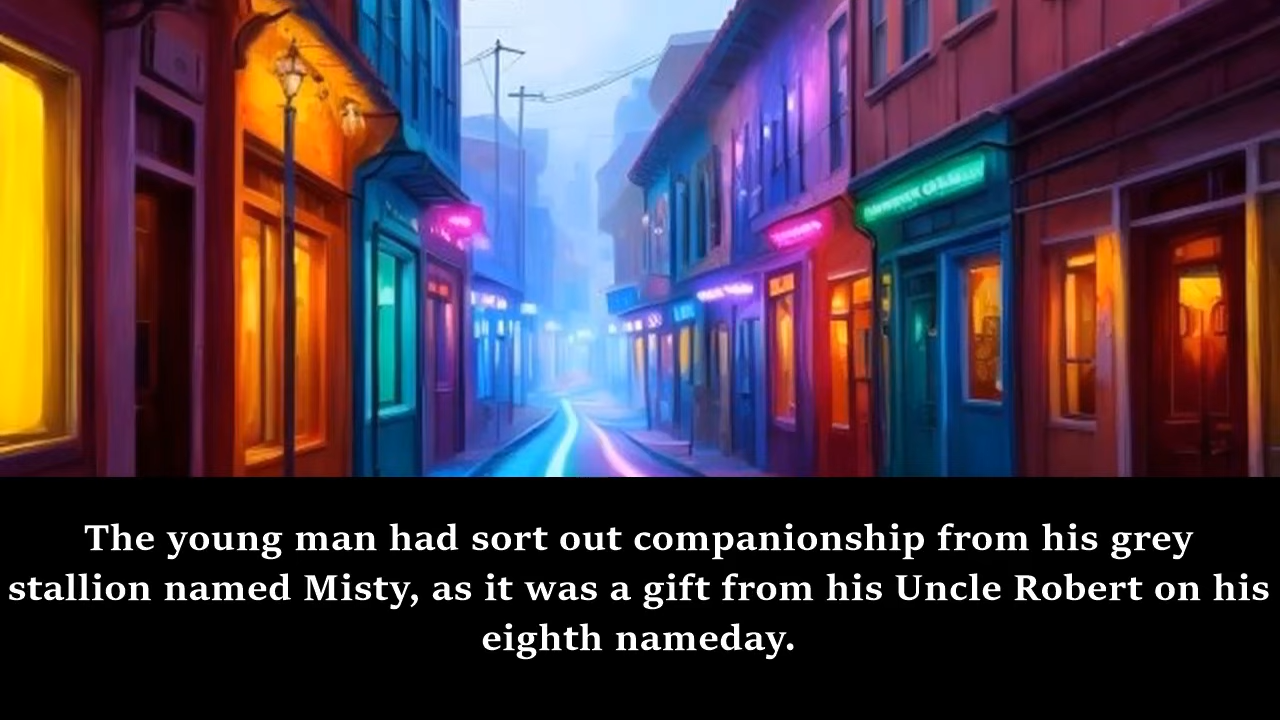 The young man had sort out companionship from his grey
stallion named Misty, as it was a gift from his Uncle Robert on his
eighth nameday.